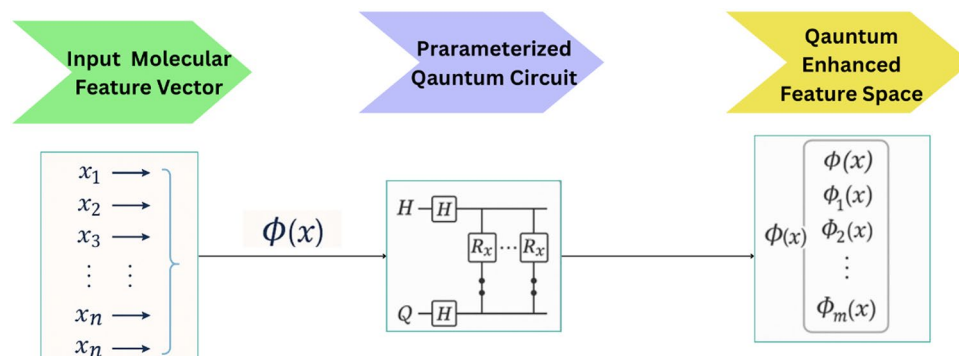 Input Molecular
Feature Vector
Prarameterized
Qauntum Circuit
Qauntum
Enhanced
Feature Space
x₁
x₂
x₃
⋮ ⋮
xₙ
xₙ
Φ(x)
H H
Rₓ ... Rₓ
Q H
Φ(x)
Φ(x)
Φ₁(x)
Φ₂(x)
⋮
Φₘ(x)